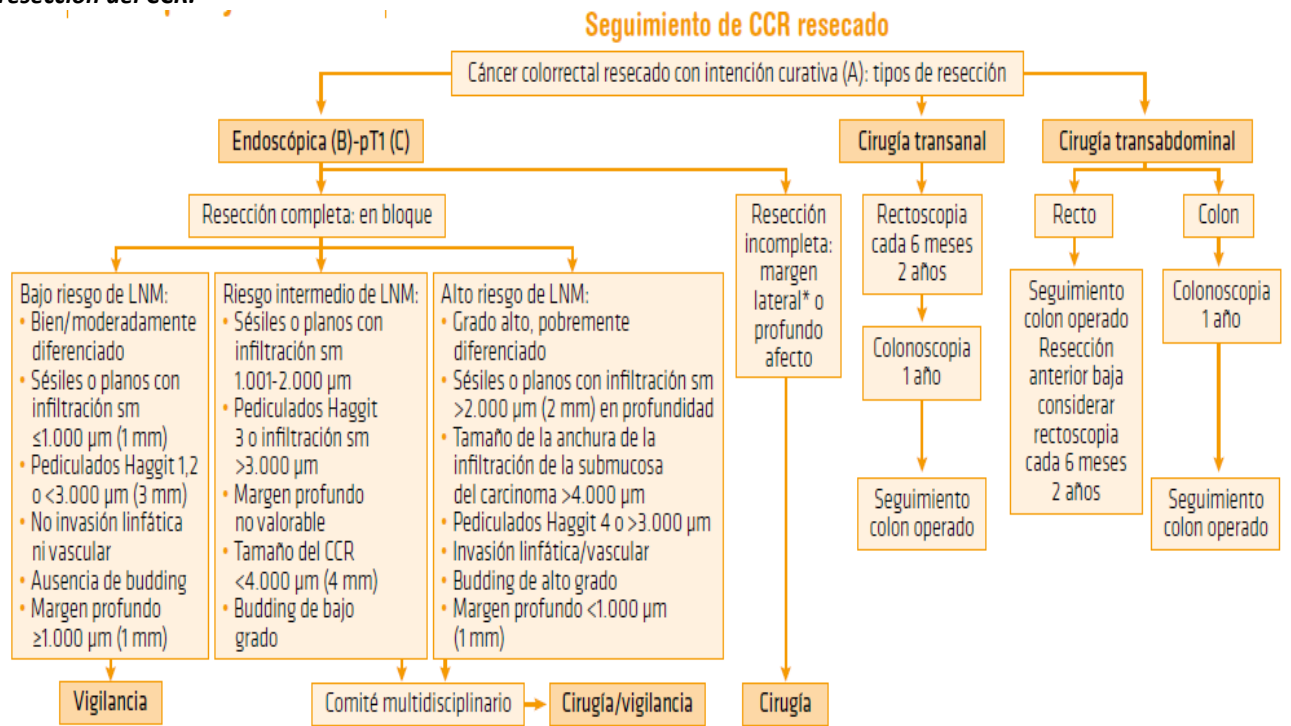 resección del CCR.
Seguimiento de CCR resecado
Cáncer colorrectal resecado con intención curativa (A): tipos de resección
Endoscópica (B)-pT1 (C)
Cirugía transanal
Cirugía transabdominal
Resección completa: en bloque
Resección
incompleta:
margen
lateral* o
profundo
afecto
Rectoscopia
cada 6 meses
2 años
Recto
Colon
Bajo riesgo de LNM:
• Bien/moderadamente
diferenciado
• Sésiles o planos con
infiltración sm
≤1.000 µm (1 mm)
• Pediculados Haggit 1,2
o <3.000 µm (3 mm)
• No invasión linfática
ni vascular
• Ausencia de budding
• Margen profundo
≥1.000 µm (1 mm)
Riesgo intermedio de LNM:
• Sésiles o planos con
infiltración sm
1.001-2.000 µm
• Pediculados Haggit
3 o infiltración sm
>3.000 µm
• Margen profundo
no valorable
• Tamaño del CCR
<4.000 µm (4 mm)
• Budding de bajo
grado
Alto riesgo de LNM:
• Grado alto, pobremente
diferenciado
• Sésiles o planos con infiltración sm
>2.000 µm (2 mm) en profundidad
• Tamaño de la anchura de la
infiltración de la submucosa
del carcinoma >4.000 µm
• Pediculados Haggit 4 o >3.000 µm
• Invasión linfática/vascular
• Budding de alto grado
• Margen profundo <1.000 µm
(1 mm)
Colonoscopia
1 año
Seguimiento
colon operado
Seguimiento
colon operado
Resección
anterior baja
considerar
rectoscopia
cada 6 meses
2 años
Colonoscopia
1 año
Seguimiento
colon operado
Vigilancia
Comité multidisciplinario
Cirugía/vigilancia
Cirugía